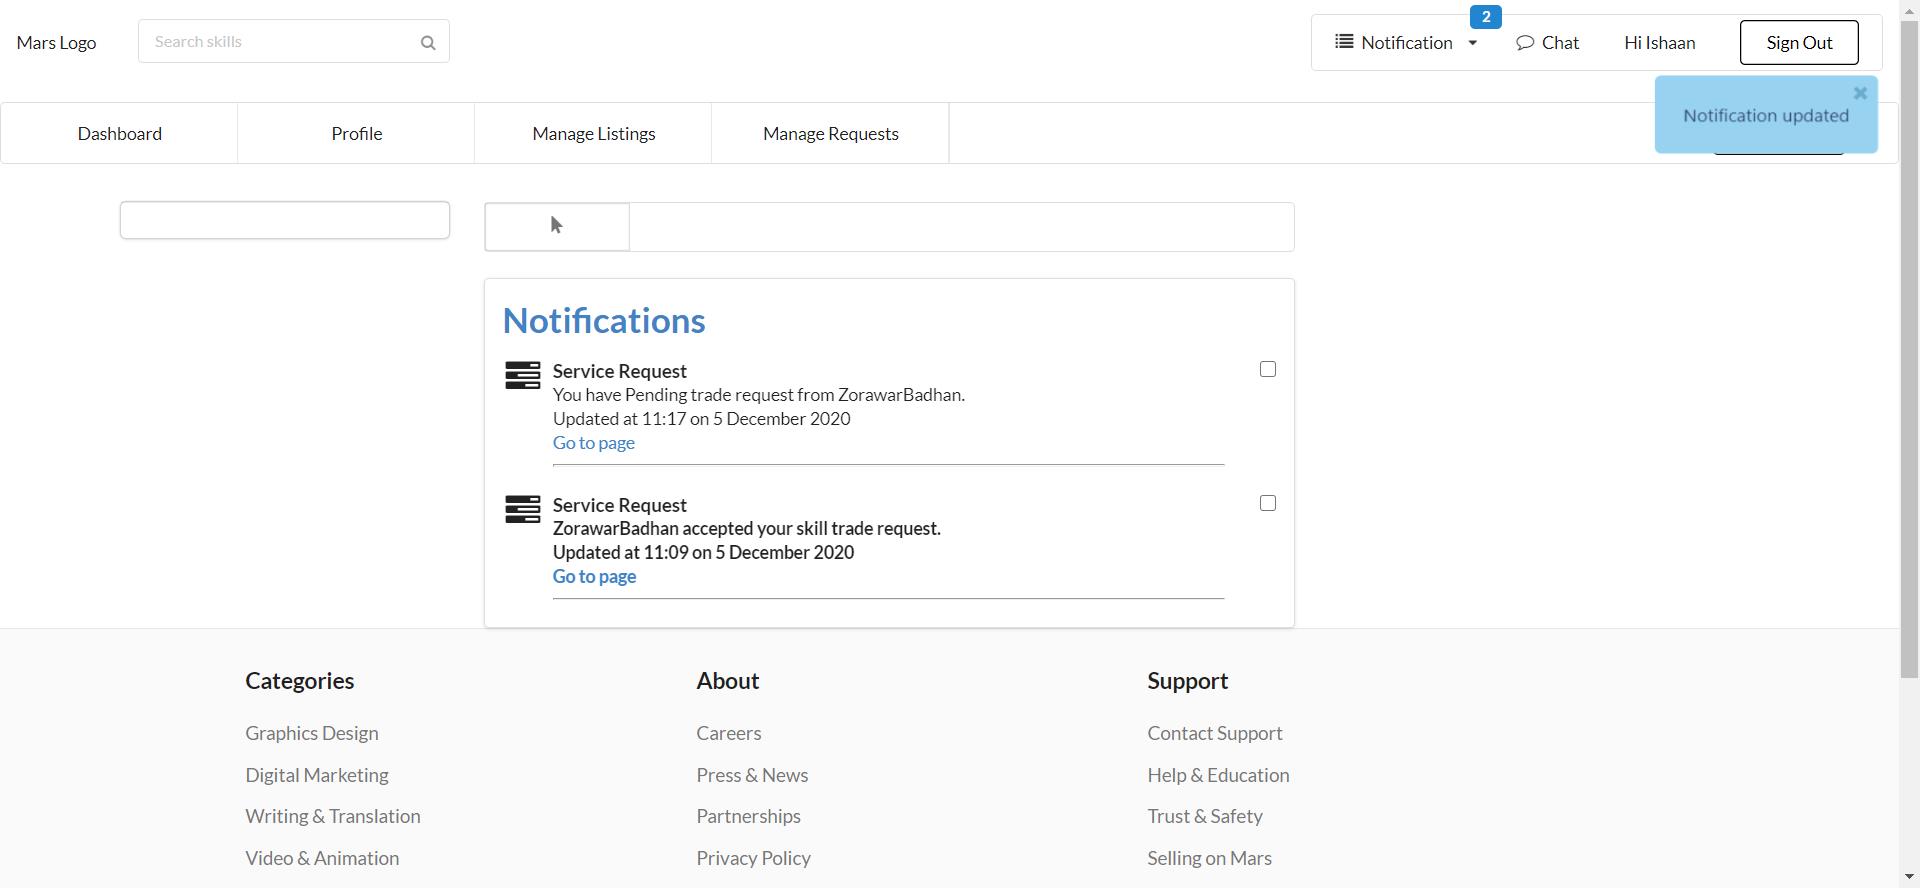 2
Mars Logo
Search skills
Notification
Chat
Hi Ishaan
Sign Out
Notification updated
Dashboard
Profile
Manage Listings
Manage Requests
Notifications
Service Request
You have Pending trade request from ZorawarBadhan.
Updated at 11:17 on 5 December 2020
Go to page
Service Request
ZorawarBadhan accepted your skill trade request.
Updated at 11:09 on 5 December 2020
Go to page
Categories
Graphics Design
Digital Marketing
Writing & Translation
Video & Animation
About
Careers
Press & News
Partnerships
Privacy Policy
Support
Contact Support
Help & Education
Trust & Safety
Selling on Mars